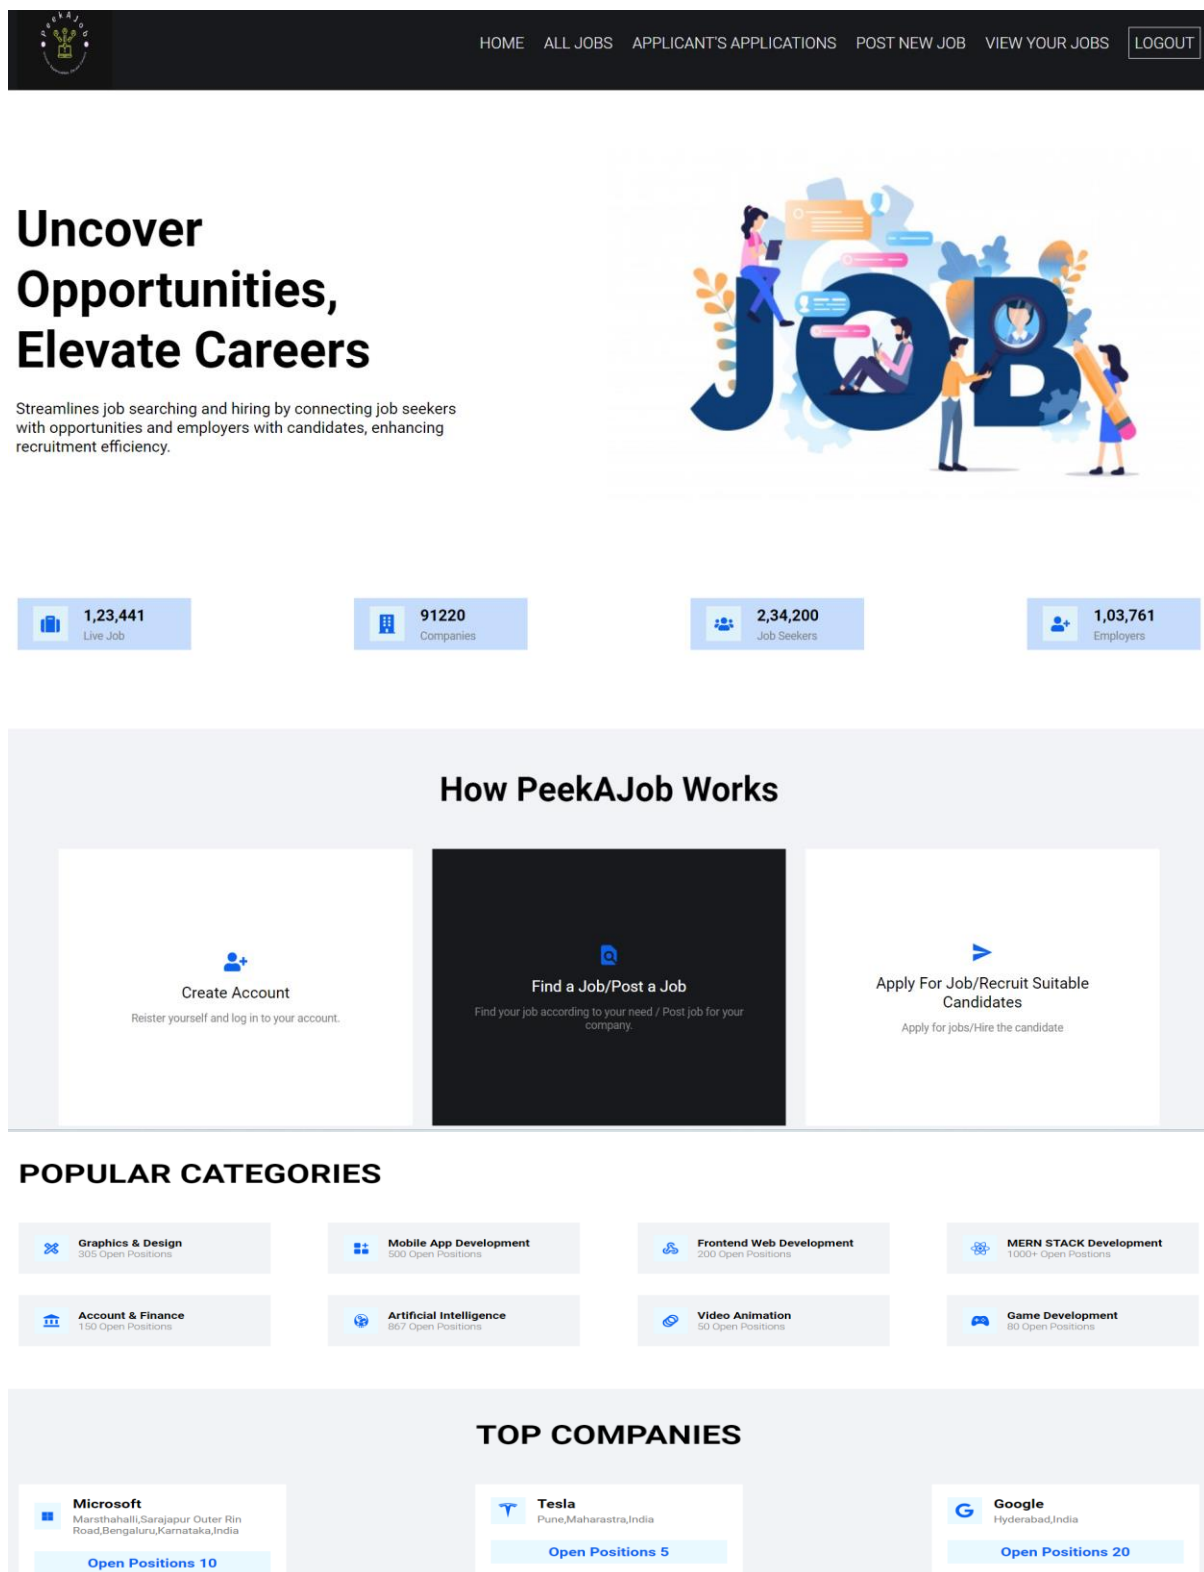 PeekAJob
HOME ALL JOBS APPLICANT'S APPLICATIONS POST NEW JOB VIEW YOUR JOBS LOGOUT
Uncover
Opportunities,
Elevate Careers
Streamlines job searching and hiring by connecting job seekers
with opportunities and employers with candidates, enhancing
recruitment efficiency.
JOB
1,23,441
Live Job
91220
Companies
2,34,200
Job Seekers
1,03,761
Employers
How PeekAJob Works
Create Account
Reister yourself and log in to your account.
Find a Job/Post a Job
Find your job according to your need / Post job for your
company.
Apply For Job/Recruit Suitable
Candidates
Apply for jobs/Hire the candidate
POPULAR CATEGORIES
Graphics & Design
305 Open Positions
Mobile App Development
500 Open Positions
Frontend Web Development
200 Open Positions
MERN STACK Development
1000+ Open Postions
Account & Finance
150 Open Positions
Artificial Intelligence
867 Open Positions
Video Animation
50 Open Positions
Game Development
80 Open Positions
TOP COMPANIES
Microsoft
Marsthahalli,Sarajapur Outer Rin
Road,Bengaluru,Karnataka,India
Open Positions 10
Tesla
Pune,Maharastra,India
Open Positions 5
Google
Hyderabad,India
Open Positions 20